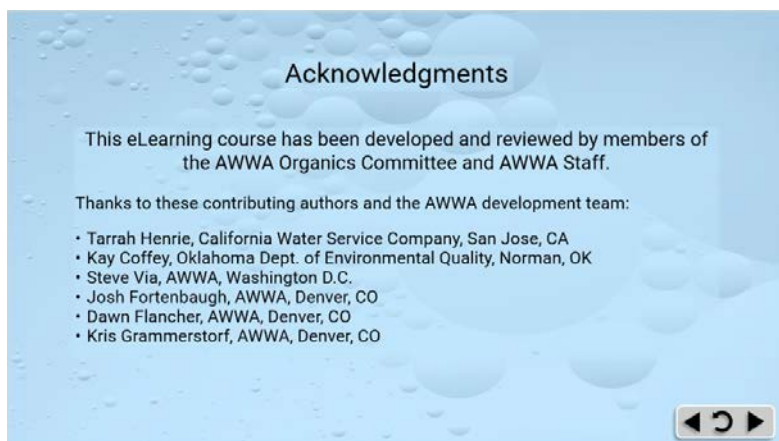 Acknowledgments
This eLearning course has been developed and reviewed by members of
the AWWA Organics Committee and AWWA Staff.
Thanks to these contributing authors and the AWWA development team:
• Tarrah Henrie, California Water Service Company, San Jose, CA
• Kay Coffey, Oklahoma Dept. of Environmental Quality, Norman, OK
• Steve Via, AWWA, Washington D.C.
• Josh Fortenbaugh, AWWA, Denver, CO
• Dawn Flancher, AWWA, Denver, CO
• Kris Grammerstorf, AWWA, Denver, CO